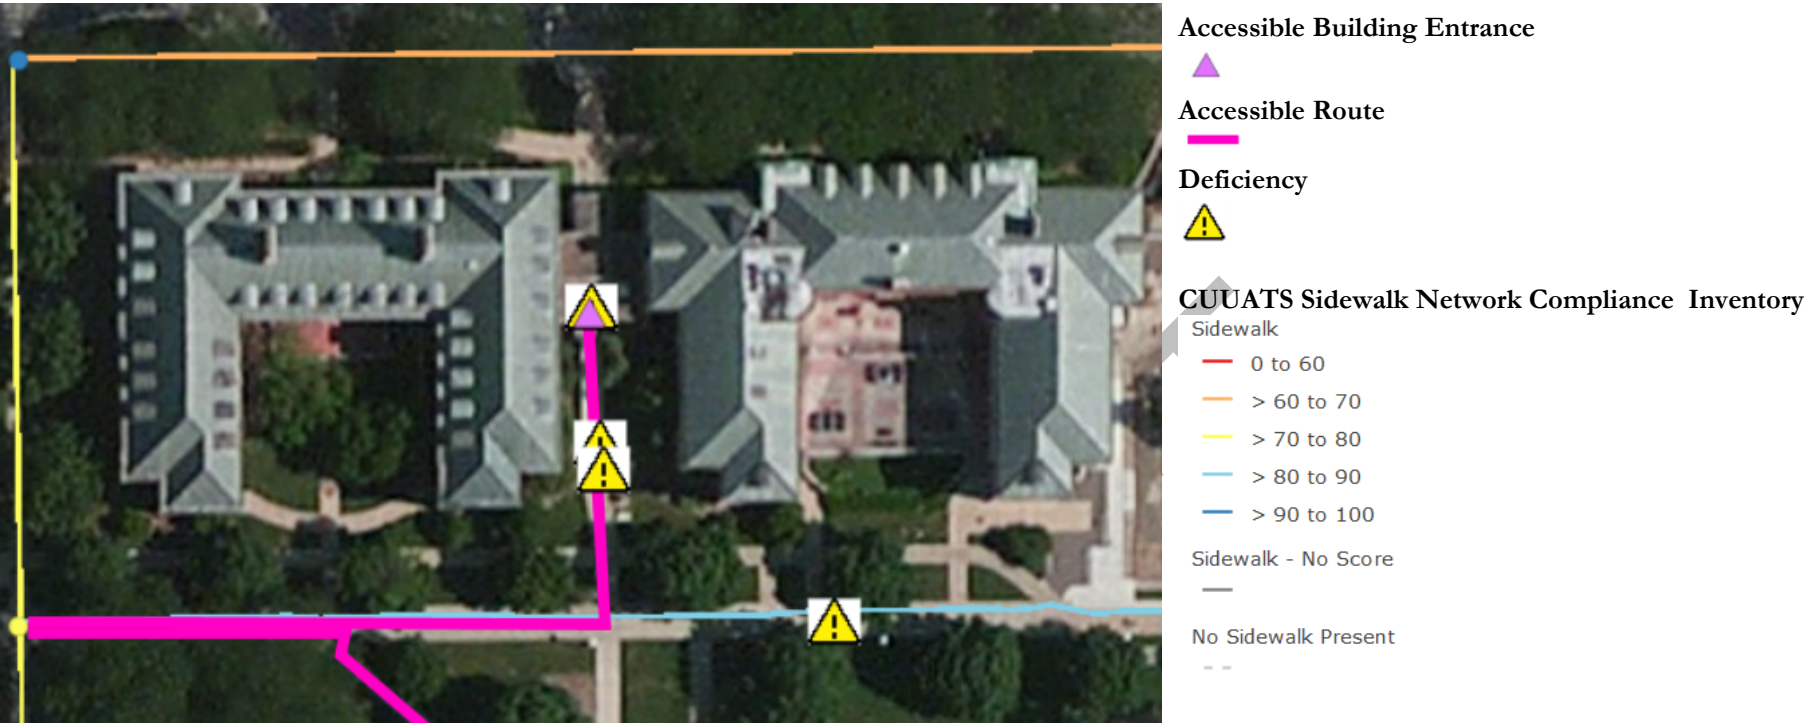 Accessible Building Entrance
Accessible Route
Deficiency
CUUATS Sidewalk Network Compliance Inventory
Sidewalk
0 to 60
> 60 to 70
> 70 to 80
> 80 to 90
> 90 to 100
Sidewalk - No Score
No Sidewalk Present